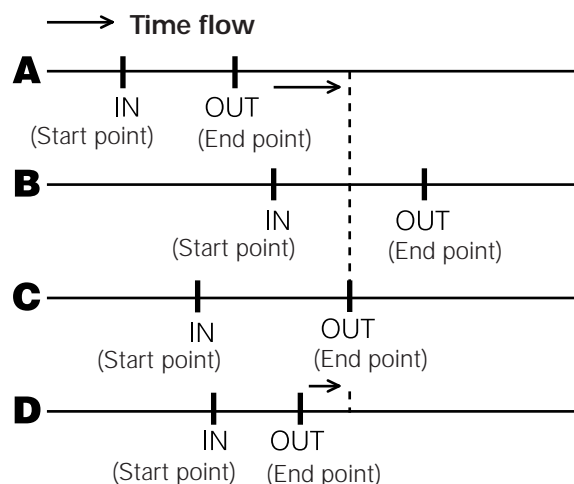 Time flow
A
IN OUT
(Start point) (End point)
B
IN OUT
(Start point) (End point)
C
IN OUT
(Start point) (End point)
D
IN OUT
(Start point) (End point)